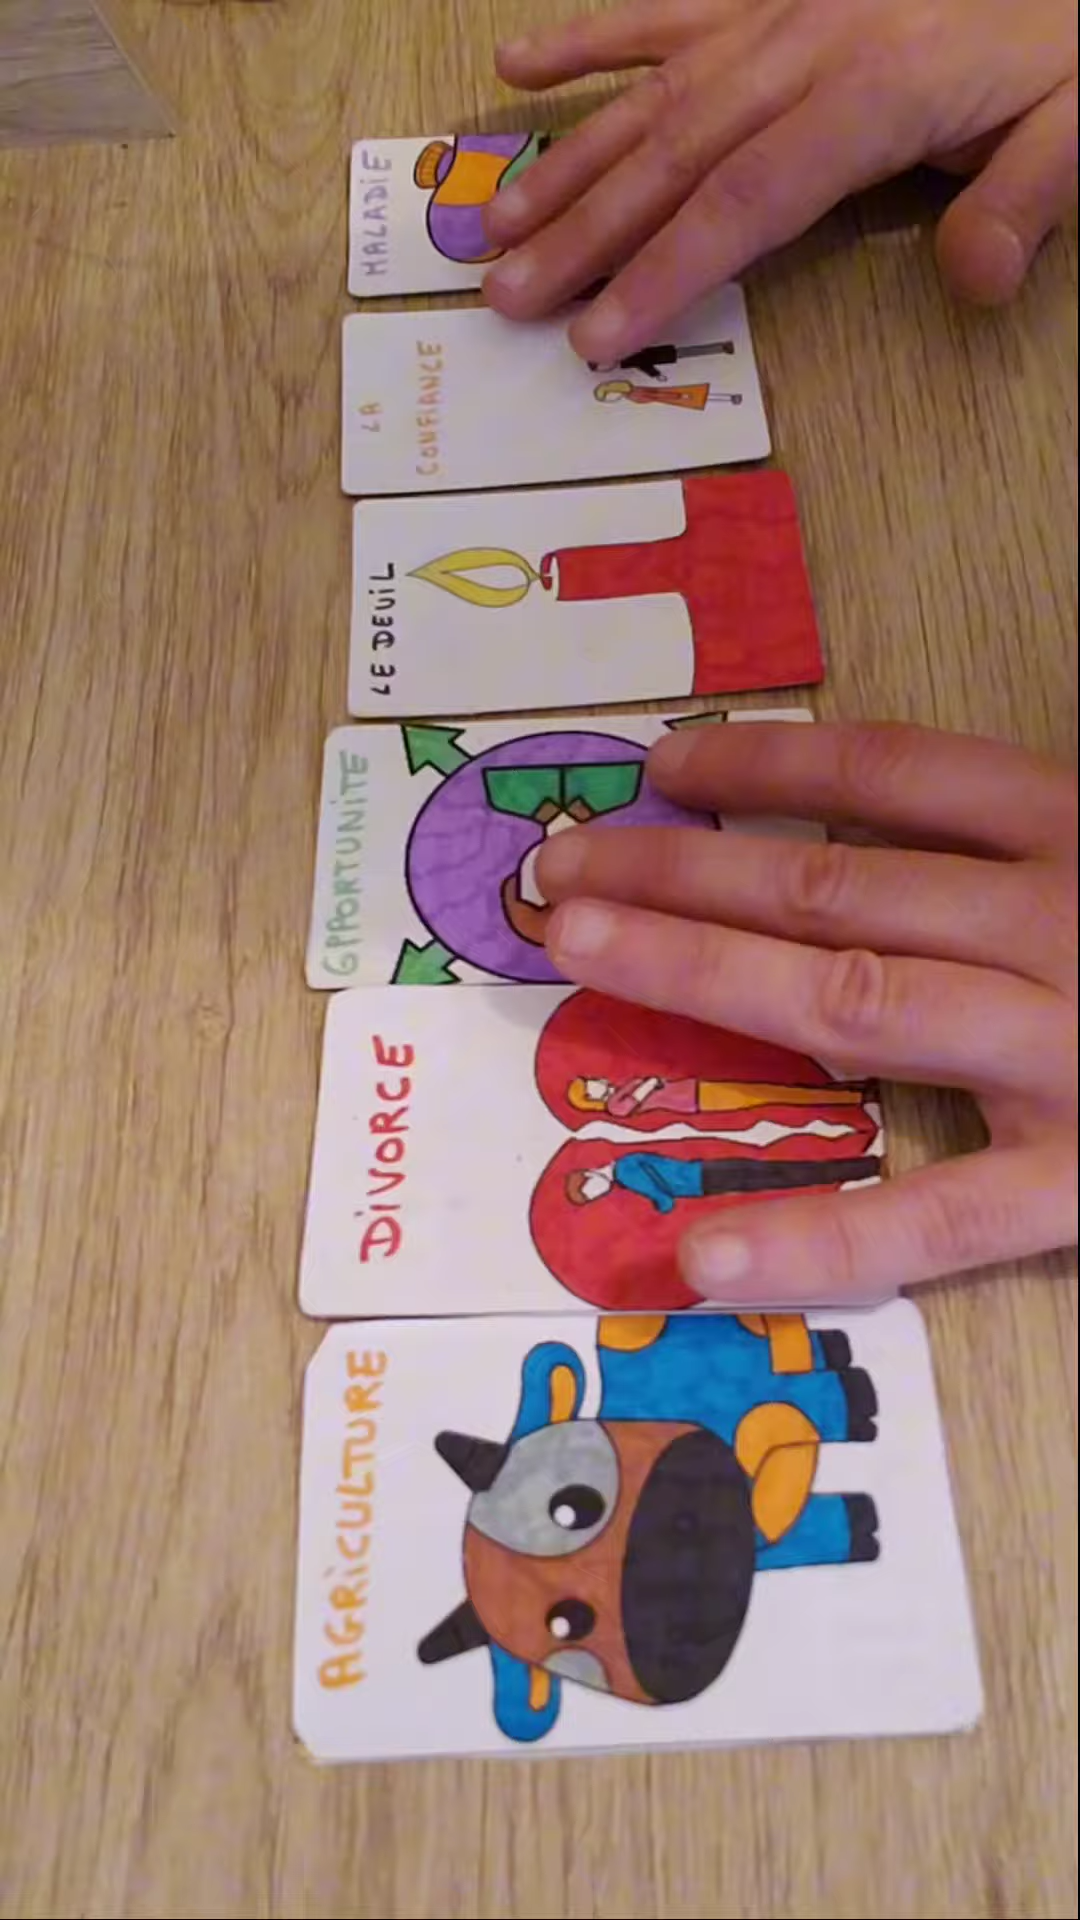 MALADiE
LA
CONFIANCE
LE DEUiL
OPPORTUNiTE
DiVORCE
AGRiCULTURE